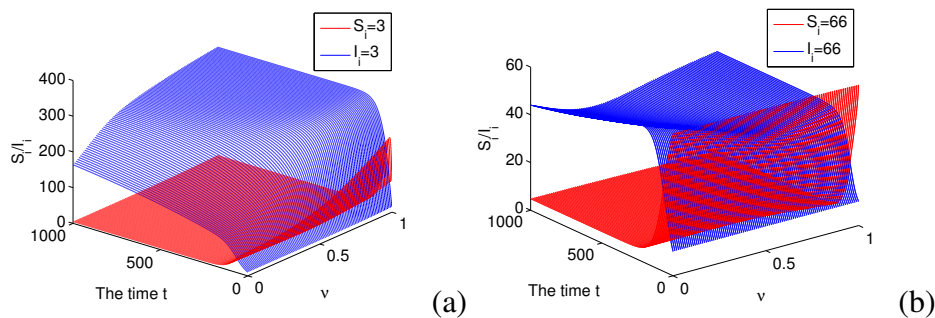 S_i=3
I_i=3
400
300
200
100
0
1000
500
0
0
0.5
1
S_i/I_i
The time t
ν
(a)
S_i=66
I_i=66
60
40
20
0
1000
500
0
0
0.5
1
S_i/I_i
The time t
ν
(b)